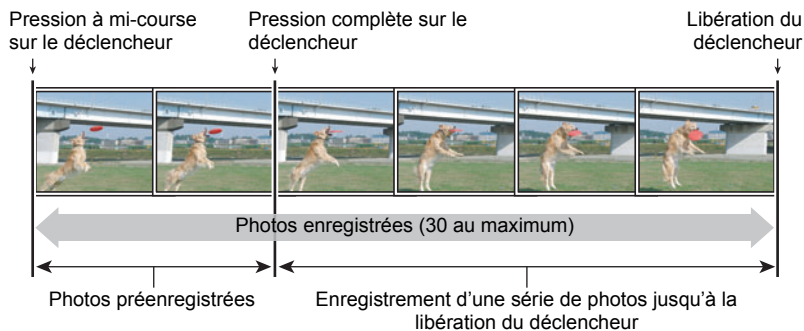 Pression à mi-course
sur le déclencheur
Pression complète sur le
déclencheur
Libération du
déclencheur
Photos enregistrées (30 au maximum)
Photos préenregistrées
Enregistrement d’une série de photos jusqu’à la
libération du déclencheur